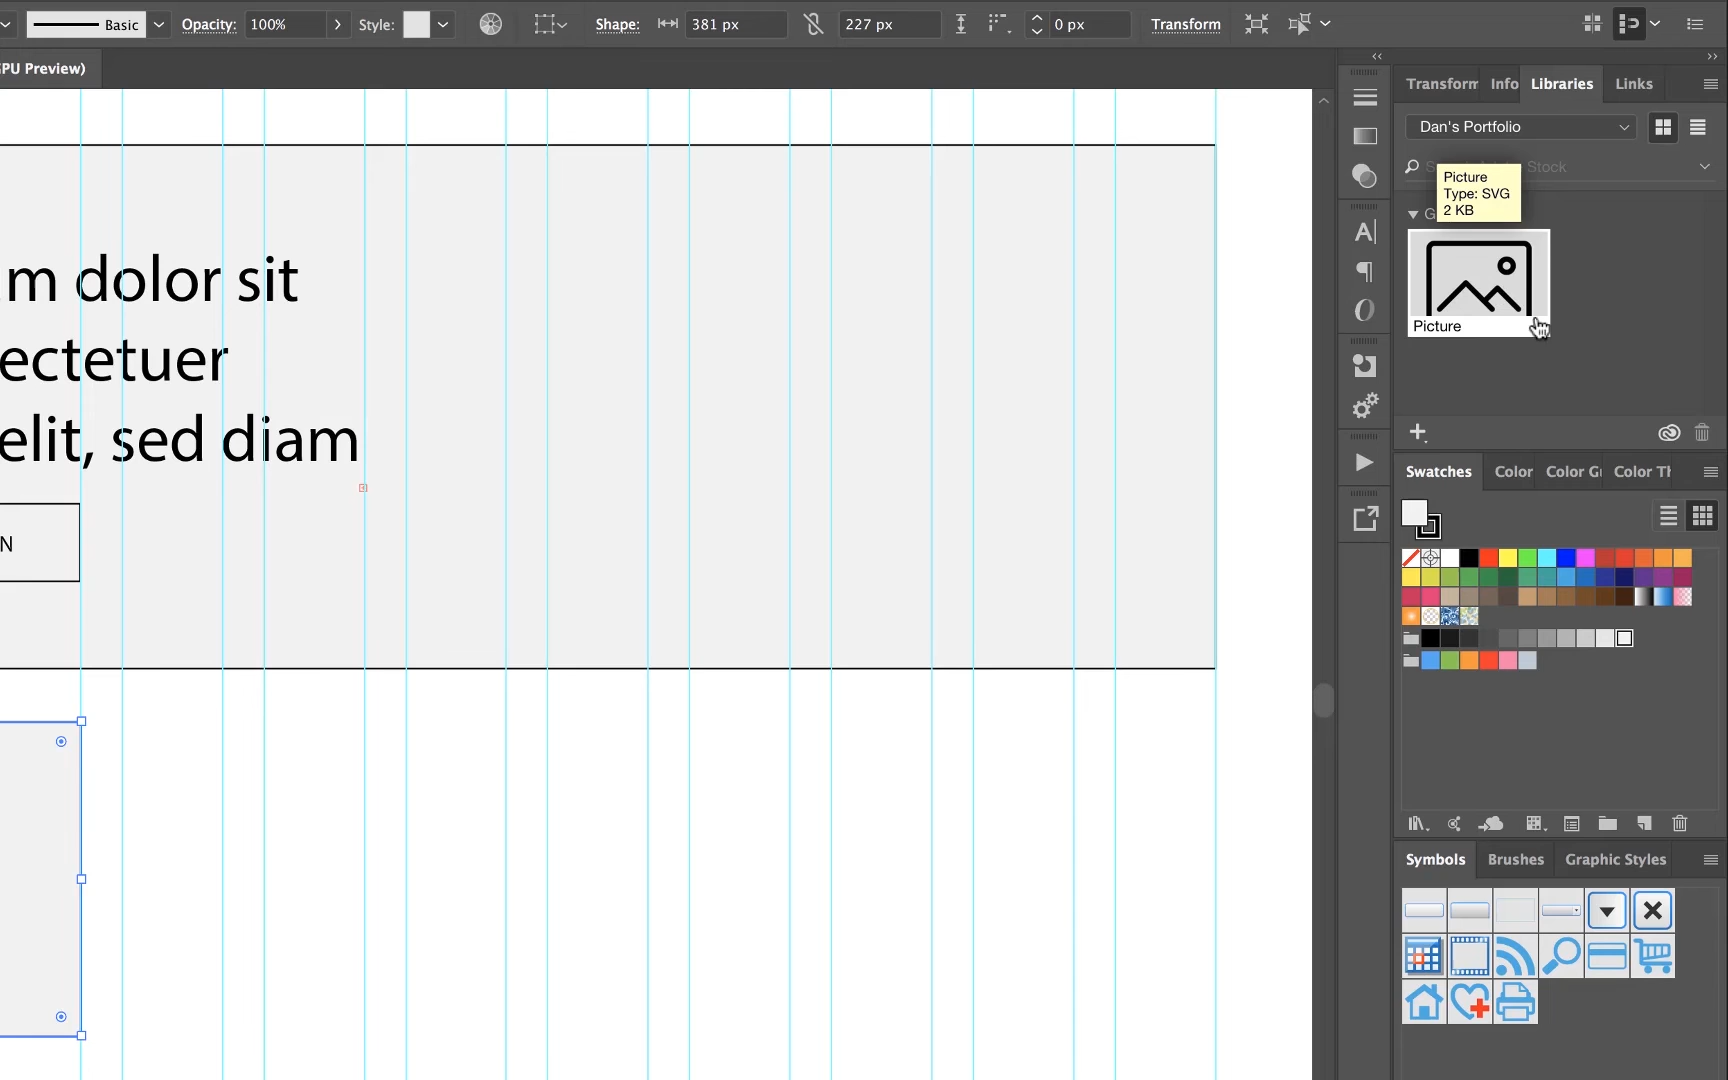 Basic
Opacity:
100%
Style:
Shape:
381 px
227 px
0 px
Transform
PU Preview)
Transform
Info
Libraries
Links
Dan's Portfolio
Stock
Picture
Type: SVG
2 KB
G
Picture
m dolor sit
ectetuer
elit, sed diam
N
Swatches
Color
Color G
Color T
Symbols
Brushes
Graphic Styles